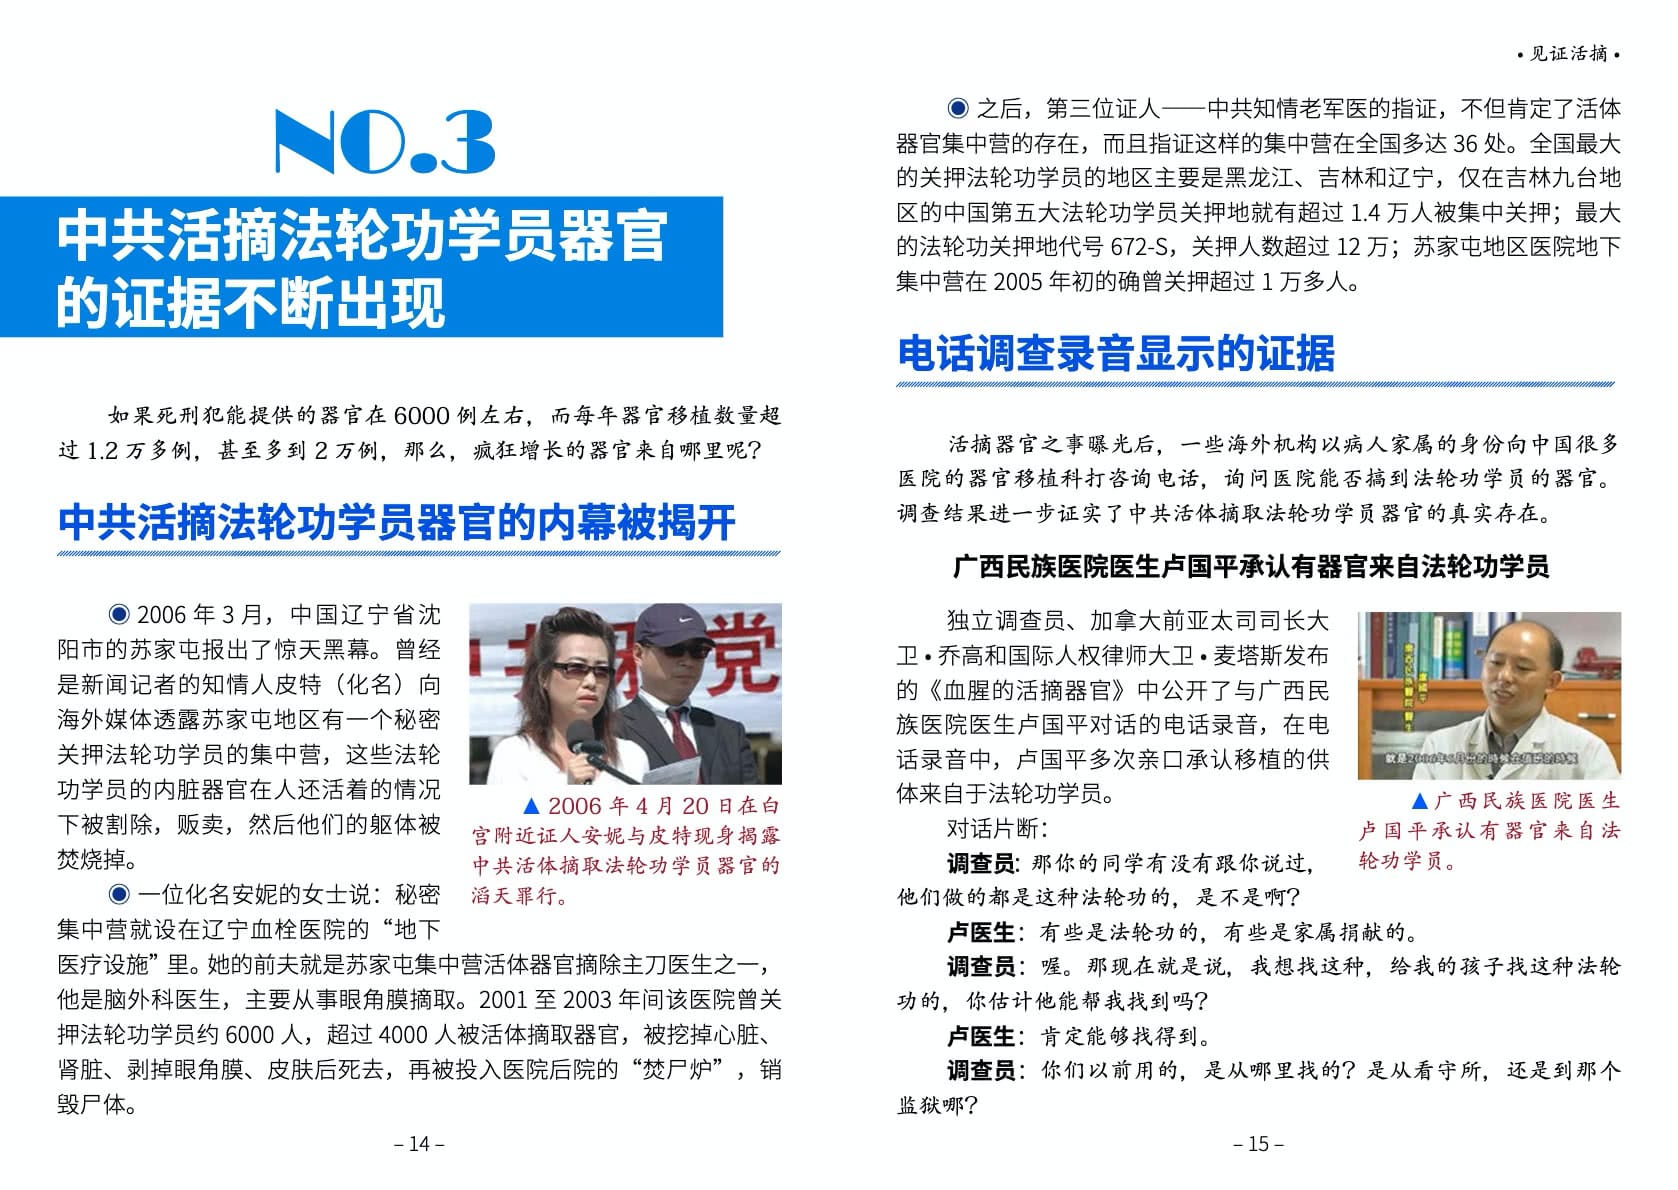 NO.3
中共活摘法轮功学员器官
的证据不断出现
如果死刑犯能提供的器官在 6000 例左右，而每年器官移植数量超
过 1.2 万多例，甚至多到 2 万例，那么，疯狂增长的器官来自哪里呢？
中共活摘法轮功学员器官的内幕被揭开
◉ 2006 年 3 月，中国辽宁省沈
阳市的苏家屯报出了惊天黑幕。曾经
是新闻记者的知情人皮特（化名）向
海外媒体透露苏家屯地区有一个秘密
关押法轮功学员的集中营，这些法轮
功学员的内脏器官在人还活着的情况
下被割除，贩卖，然后他们的躯体被
焚烧掉。
中共邪党
▲ 2006 年 4 月 20 日在白
宫附近证人安妮与皮特现身揭露
中共活体摘取法轮功学员器官的
滔天罪行。
◉ 一位化名安妮的女士说：秘密
集中营就设在辽宁血栓医院的“地下
医疗设施”里。她的前夫就是苏家屯集中营活体器官摘除主刀医生之一，
他是脑外科医生，主要从事眼角膜摘取。2001 至 2003 年间该医院曾关
押法轮功学员约 6000 人，超过 4000 人被活体摘取器官，被挖掉心脏、
肾脏、剥掉眼角膜、皮肤后死去，再被投入医院后院的“焚尸炉”，销
毁尸体。
– 14 –
• 见证活摘 •
◉ 之后，第三位证人——中共知情老军医的指证，不但肯定了活体
器官集中营的存在，而且指证这样的集中营在全国多达 36 处。全国最大
的关押法轮功学员的地区主要是黑龙江、吉林和辽宁，仅在吉林九台地
区的中国第五大法轮功学员关押地就有超过 1.4 万人被集中关押；最大
的法轮功关押地代号 672-S，关押人数超过 12 万；苏家屯地区医院地下
集中营在 2005 年初的确曾关押超过 1 万多人。
电话调查录音显示的证据
活摘器官之事曝光后，一些海外机构以病人家属的身份向中国很多
医院的器官移植科打咨询电话，询问医院能否搞到法轮功学员的器官。
调查结果进一步证实了中共活体摘取法轮功学员器官的真实存在。
广西民族医院医生卢国平承认有器官来自法轮功学员
独立调查员、加拿大前亚太司司长大
卫 • 乔高和国际人权律师大卫 • 麦塔斯发布
的《血腥的活摘器官》中公开了与广西民
族医院医生卢国平对话的电话录音，在电
话录音中，卢国平多次亲口承认移植的供
体来自于法轮功学员。
盧國平
廣西民族醫院 醫生
就是2006年5月份的時候在值班的時候
▲广西民族医院医生
卢国平承认有器官来自法
轮功学员。
对话片断：
调查员: 那你的同学有没有跟你说过，
他们做的都是这种法轮功的，是不是啊？
卢医生：有些是法轮功的，有些是家属捐献的。
调查员：喔。那现在就是说，我想找这种，给我的孩子找这种法轮
功的，你估计他能帮我找到吗？
卢医生：肯定能够找得到。
调查员：你们以前用的，是从哪里找的？是从看守所，还是到那个
监狱哪？
– 15 –